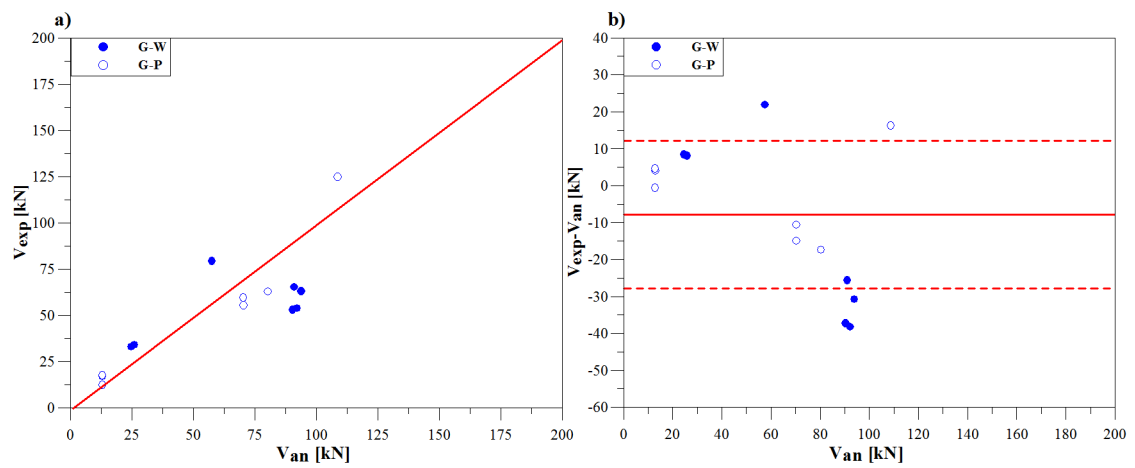 a)
G-W
G-P
200
175
150
125
100
75
50
25
0
Vexp [kN]
0 25 50 75 100 125 150 175 200
Van [kN]
b)
G-W
G-P
40
30
20
10
0
-10
-20
-30
-40
-50
-60
Vexp-Van [kN]
0 20 40 60 80 100 120 140 160 180 200
Van [kN]